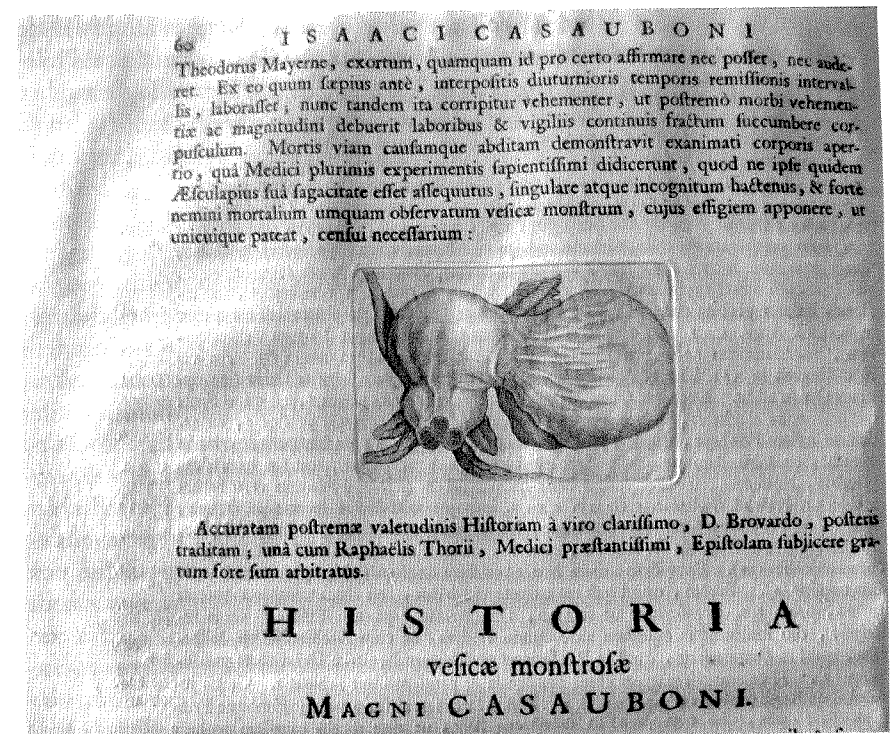 60 ISAACI CASAUBONI
Theodorus Mayerne, exortum, quamquam id pro certo affirmare nec poſſet, nec aude-
ret. Ex eo quum ſæpius antè, interpoſitis diuturnioris temporis remiſſionis interval-
lis, laboraſſet, nunc tandem ita corripitur vehementer, ut poſtremò morbi vehemen-
tiæ ac magnitudini debuerit laboribus & vigiliis continuis fractum ſuccumbere cor-
puſculum. Mortis viam cauſamque abditam demonſtravit exanimati corporis aper-
tio, quâ Medici plurimis experimentis ſapientiſſimi didicerunt, quod ne ipſe quidem
Æſculapius ſuâ ſagacitate eſſet aſſequutus, ſingulare atque incognitum hactenus, & forte
nemini mortalium umquam obſervatum veſicæ monſtrum, cujus effigiem apponere, ut
unicuique pateat, cenſui neceſſarium:
Accuratam poſtremæ valetudinis Hiſtoriam à viro clariſſimo, D. Brovardo, poſteris
traditam; unà cum Raphaëlis Thorii, Medici præſtantiſſimi, Epiſtolam ſubjicere gra-
tum fore ſum arbitratus.
HISTORIA
veſicæ monſtroſæ
MAGNI CASAUBONI.